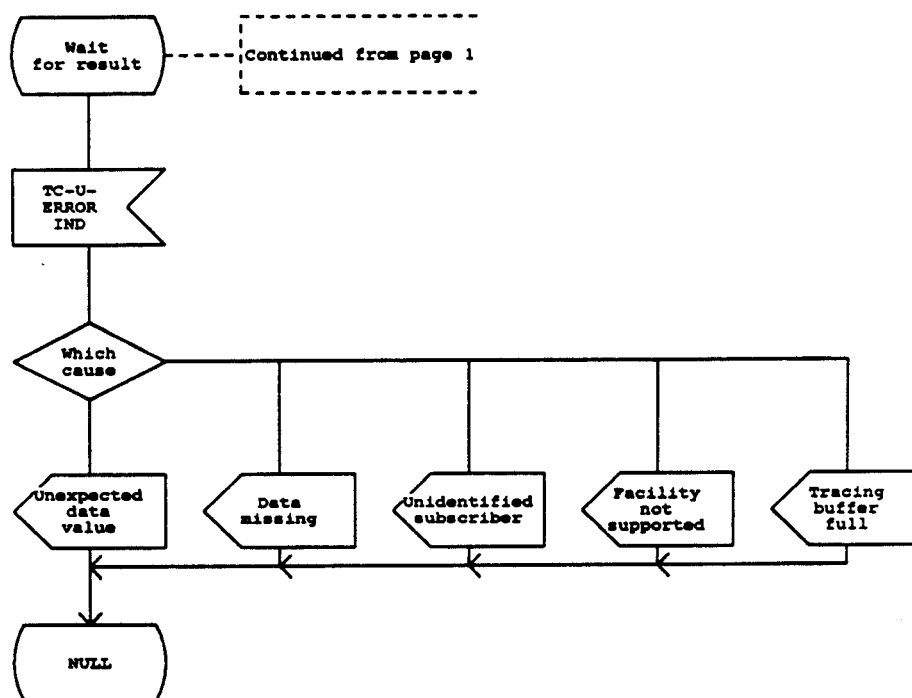 Wait
for result
Continued from page 1
TC-U-
ERROR
IND
Which
cause
Unexpected
data
value
Data
missing
Unidentified
subscriber
Facility
not
supported
Tracing
buffer
full
NULL